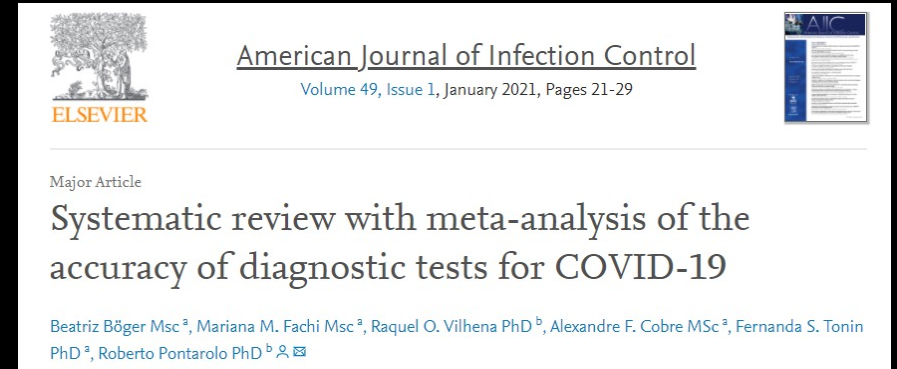 ELSEVIER
American Journal of Infection Control
Volume 49, Issue 1, January 2021, Pages 21-29
AJIC
Major Article
Systematic review with meta-analysis of the
accuracy of diagnostic tests for COVID-19
Beatriz Böger Msc a, Mariana M. Fachi Msc a, Raquel O. Vilhena PhD b, Alexandre F. Cobre MSc a, Fernanda S. Tonin
PhD a, Roberto Pontarolo PhD b